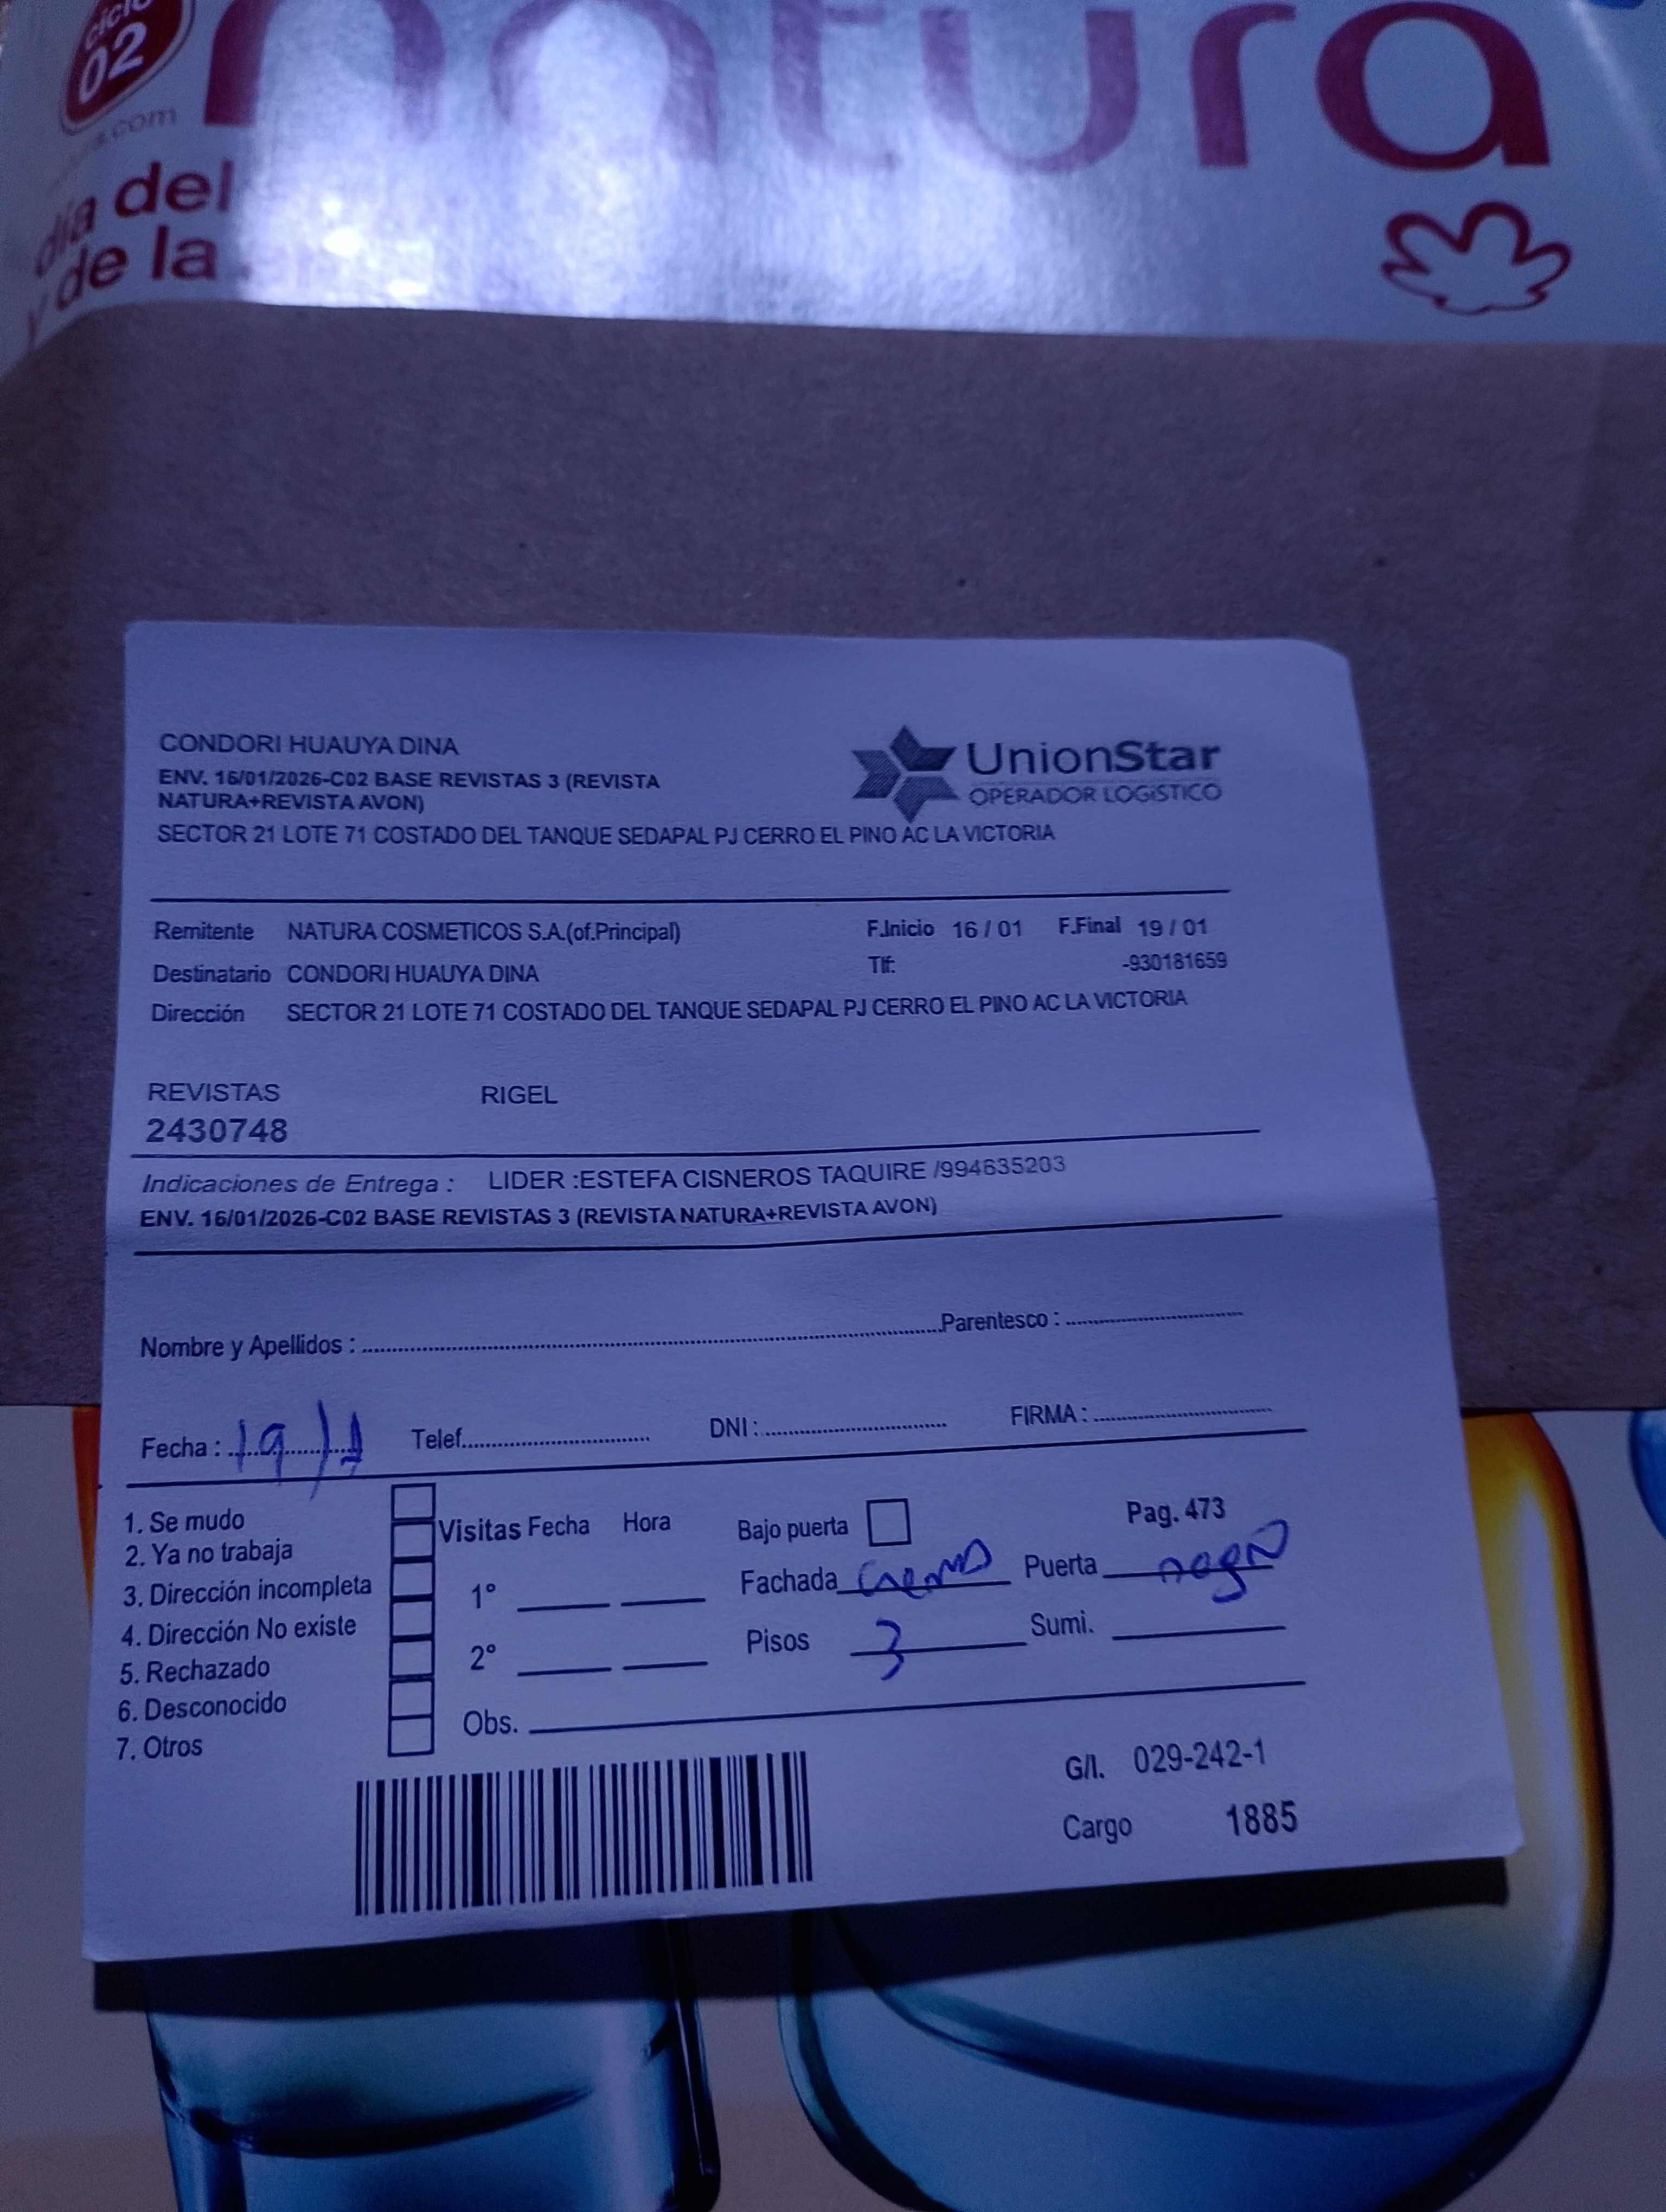 ciclo
02
natura
.com
día del
y de la
CONDORI HUAUYA DINA
ENV. 16/01/2026-C02 BASE REVISTAS 3 (REVISTA
NATURA+REVISTA AVON)
UnionStar
OPERADOR LOGíSTICO
SECTOR 21 LOTE 71 COSTADO DEL TANQUE SEDAPAL PJ CERRO EL PINO AC LA VICTORIA
Remitente NATURA COSMETICOS S.A.(of.Principal) F.Inicio 16 / 01 F.Final 19 / 01
Destinatario CONDORI HUAUYA DINA Tlf: -930181659
Dirección SECTOR 21 LOTE 71 COSTADO DEL TANQUE SEDAPAL PJ CERRO EL PINO AC LA VICTORIA
REVISTAS RIGEL
2430748
Indicaciones de Entrega : LIDER :ESTEFA CISNEROS TAQUIRE /994635203
ENV. 16/01/2026-C02 BASE REVISTAS 3 (REVISTA NATURA+REVISTA AVON)
Nombre y Apellidos : Parentesco :
Fecha : 19/1 Telef. DNI : FIRMA :
1. Se mudo
2. Ya no trabaja
3. Dirección incompleta
4. Dirección No existe
5. Rechazado
6. Desconocido
7. Otros
Visitas Fecha Hora
1°
2°
Obs.
Bajo puerta Pag. 473
Fachada crema Puerta negro
Pisos 3 Sumi.
G/I. 029-242-1
Cargo 1885